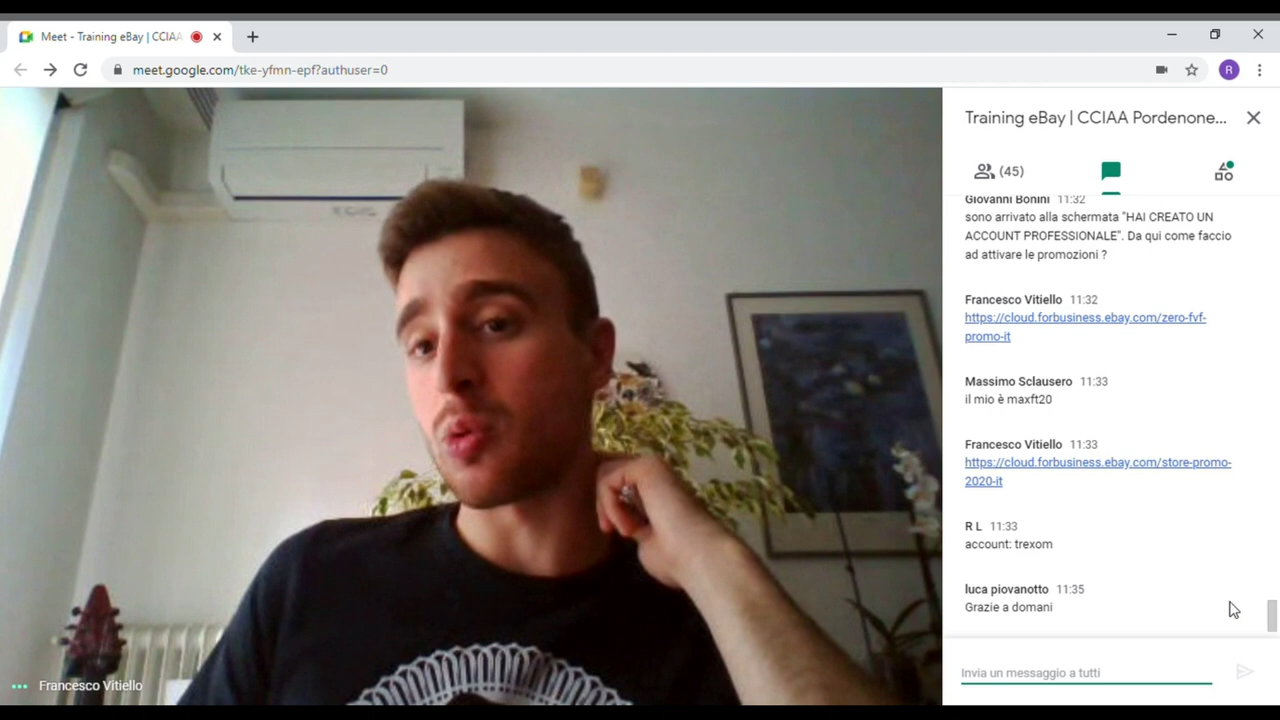 Meet - Training eBay | CCIAA
meet.google.com/tke-yfmn-epf?authuser=0
R
Training eBay | CCIAA Pordenone...
(45)
Giovanni Bonini 11:32
sono arrivato alla schermata "HAI CREATO UN
ACCOUNT PROFESSIONALE". Da qui come faccio
ad attivare le promozioni ?
Francesco Vitiello 11:32
https://cloud.forbusiness.ebay.com/zero-fvf-
promo-it
Massimo Sclausero 11:33
il mio è maxft20
Francesco Vitiello 11:33
https://cloud.forbusiness.ebay.com/store-promo-
2020-it
R L 11:33
account: trexom
luca piovanotto 11:35
Grazie a domani
Invia un messaggio a tutti
Francesco Vitiello